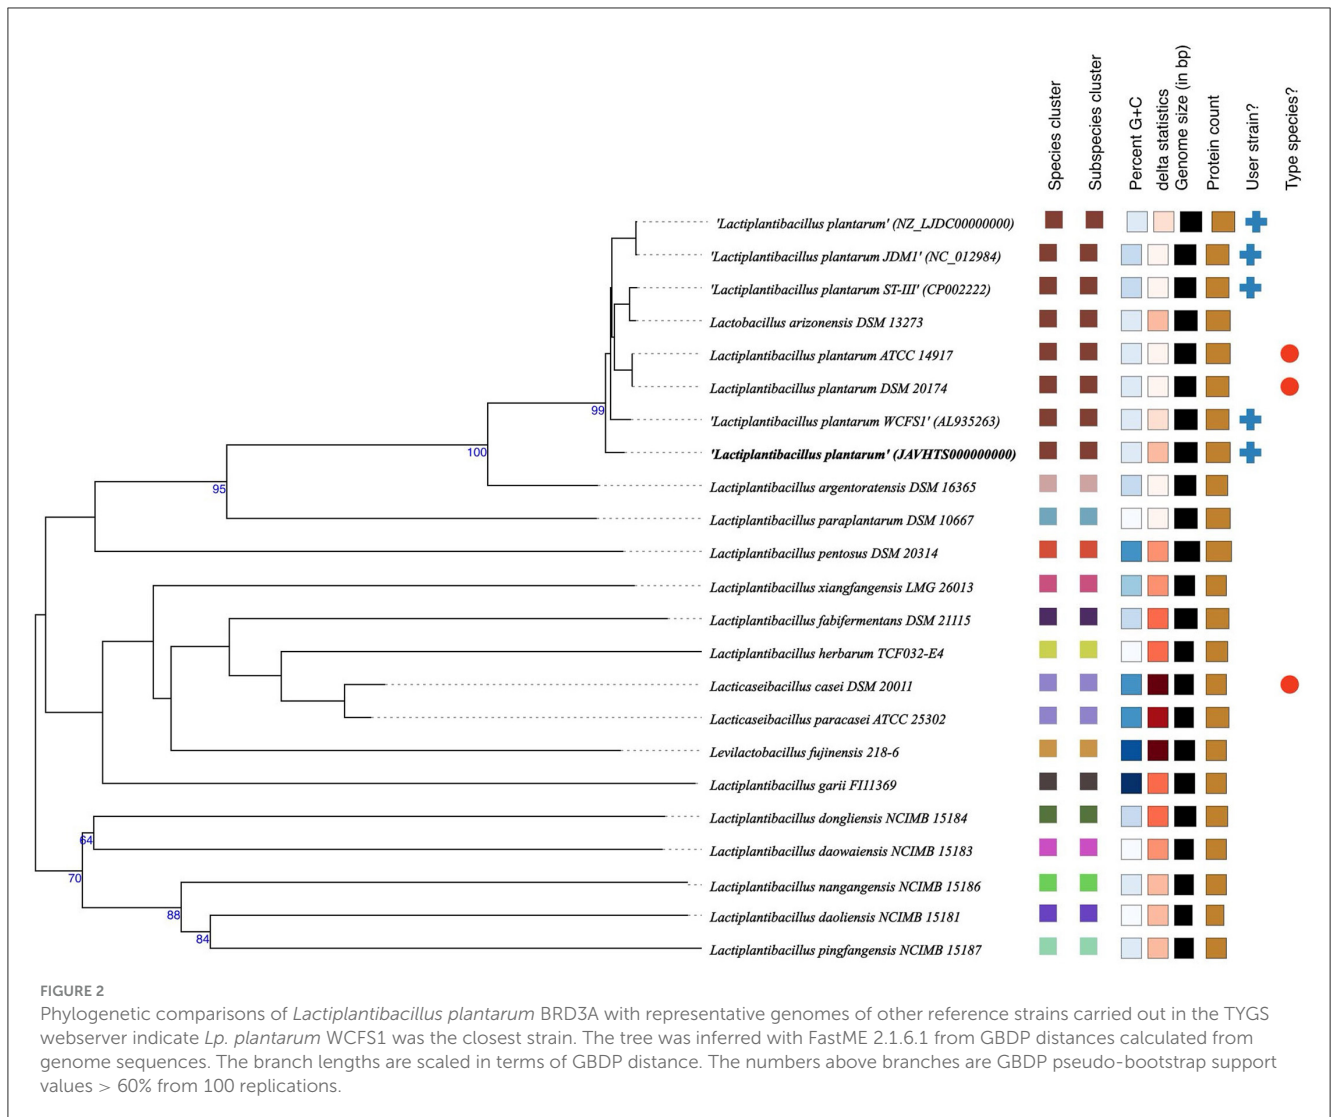 Species cluster
Subspecies cluster
Percent G+C
delta statistics
Genome size (in bp)
Protein count
User strain?
Type species?
'Lactiplantibacillus plantarum' (NZ_LJDC00000000)
'Lactiplantibacillus plantarum JDM1' (NC_012984)
'Lactiplantibacillus plantarum ST-III' (CP002222)
Lactobacillus arizonensis DSM 13273
Lactiplantibacillus plantarum ATCC 14917
Lactiplantibacillus plantarum DSM 20174
99
'Lactiplantibacillus plantarum WCFS1' (AL935263)
100
'Lactiplantibacillus plantarum' (JAVHTS000000000)
95
Lactiplantibacillus argentoratensis DSM 16365
Lactiplantibacillus paraplantarum DSM 10667
Lactiplantibacillus pentosus DSM 20314
Lactiplantibacillus xiangfangensis LMG 26013
Lactiplantibacillus fabifermentans DSM 21115
Lactiplantibacillus herbarum TCF032-E4
Lacticaseibacillus casei DSM 20011
Lacticaseibacillus paracasei ATCC 25302
Levilactobacillus fujinensis 218-6
Lactiplantibacillus garii FI11369
Lactiplantibacillus dongliensis NCIMB 15184
64
Lactiplantibacillus daowaiensis NCIMB 15183
70
Lactiplantibacillus nangangensis NCIMB 15186
88
Lactiplantibacillus daoliensis NCIMB 15181
84
Lactiplantibacillus pingfangensis NCIMB 15187
FIGURE 2
Phylogenetic comparisons of Lactiplantibacillus plantarum BRD3A with representative genomes of other reference strains carried out in the TYGS
webserver indicate Lp. plantarum WCFS1 was the closest strain. The tree was inferred with FastME 2.1.6.1 from GBDP distances calculated from
genome sequences. The branch lengths are scaled in terms of GBDP distance. The numbers above branches are GBDP pseudo-bootstrap support
values > 60% from 100 replications.